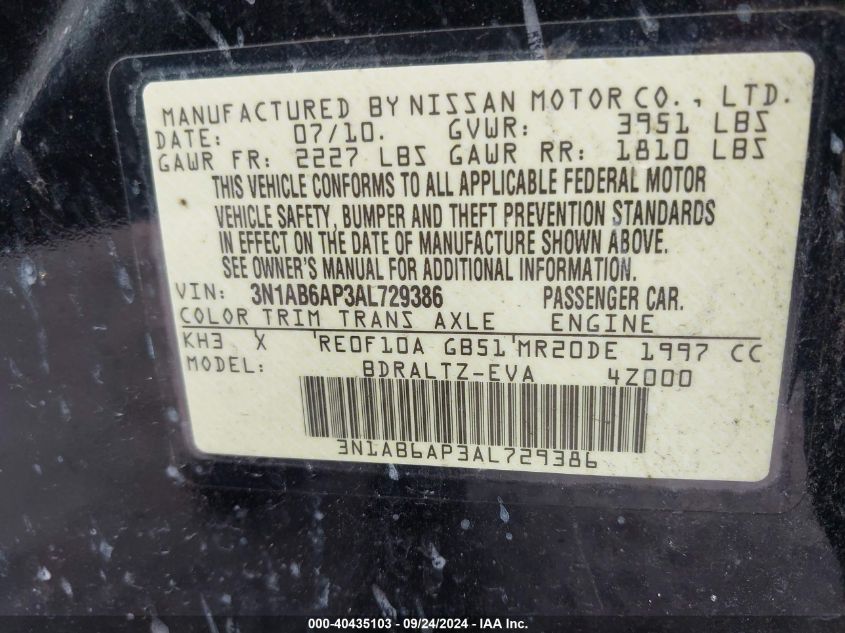 MANUFACTURED BY NISSAN MOTOR CO., LTD.
DATE: 07/10. GVWR: 3951 LBS
GAWR FR: 2227 LBS GAWR RR: 1810 LBS
THIS VEHICLE CONFORMS TO ALL APPLICABLE FEDERAL MOTOR
VEHICLE SAFETY, BUMPER AND THEFT PREVENTION STANDARDS
IN EFFECT ON THE DATE OF MANUFACTURE SHOWN ABOVE.
SEE OWNER'S MANUAL FOR ADDITIONAL INFORMATION.
VIN: 3N1AB6AP3AL729386 PASSENGER CAR.
COLOR TRIM TRANS AXLE ENGINE
KH3 X RE0F10A GB51 MR20DE 1997 CC
MODEL: BDRALTZ-EVA 4Z000
3N1AB6AP3AL729386
000-40435103 - 09/24/2024 - IAA Inc.